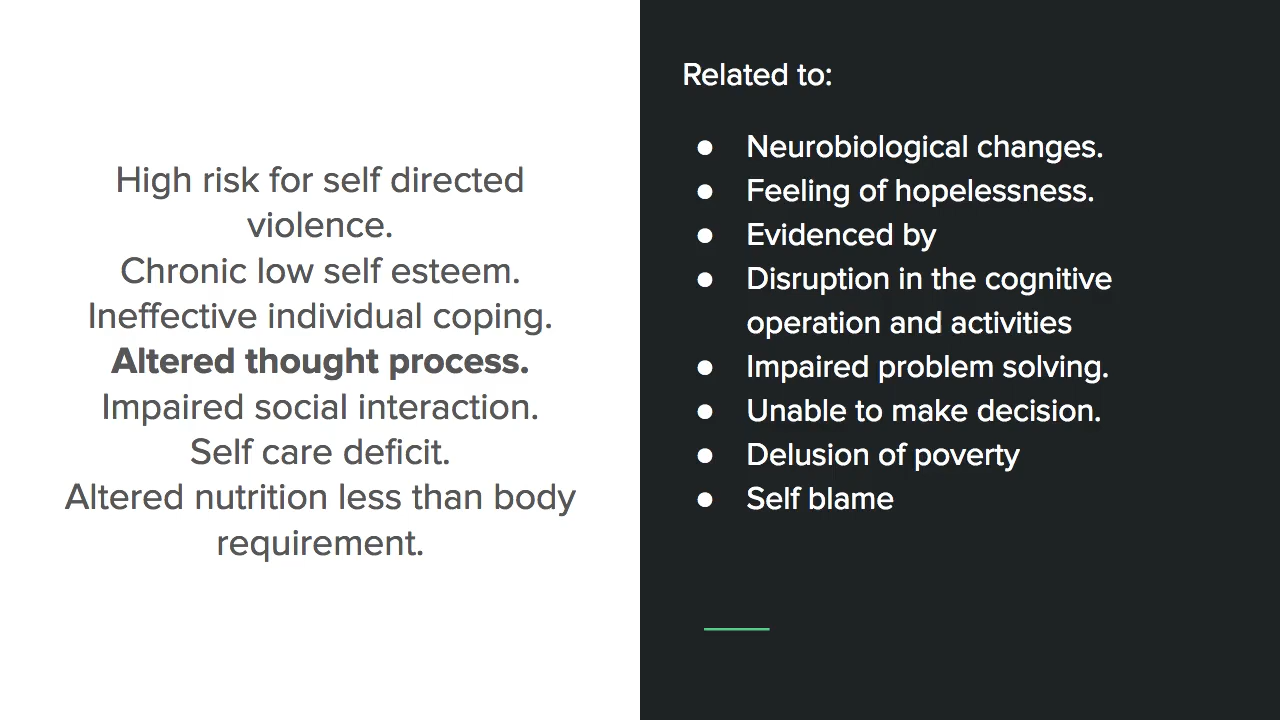 High risk for self directed
violence.
Chronic low self esteem.
Ineffective individual coping.
Altered thought process.
Impaired social interaction.
Self care deficit.
Altered nutrition less than body
requirement.
Related to:
● Neurobiological changes.
● Feeling of hopelessness.
● Evidenced by
● Disruption in the cognitive
operation and activities
● Impaired problem solving.
● Unable to make decision.
● Delusion of poverty
● Self blame